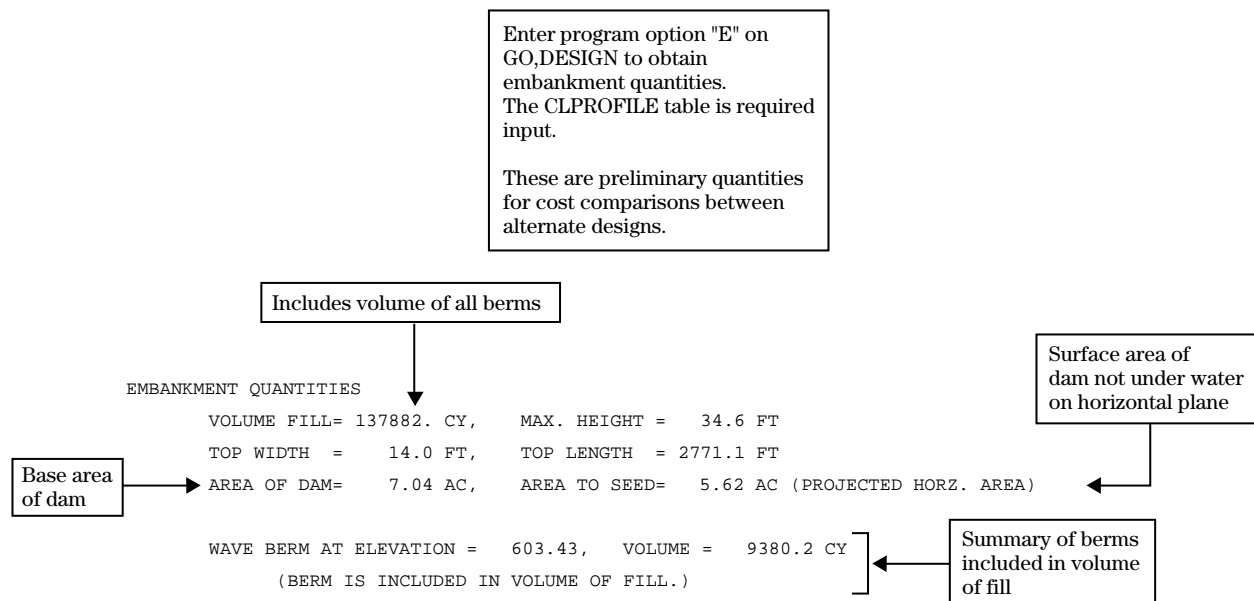 Enter program option "E" on
GO,DESIGN to obtain
embankment quantities.
The CLPROFILE table is required
input.
These are preliminary quantities
for cost comparisons between
alternate designs.
Includes volume of all berms
Surface area of
dam not under water
on horizontal plane
EMBANKMENT QUANTITIES
VOLUME FILL= 137882. CY, MAX. HEIGHT = 34.6 FT
TOP WIDTH = 14.0 FT, TOP LENGTH = 2771.1 FT
Base area
of dam
AREA OF DAM= 7.04 AC, AREA TO SEED= 5.62 AC (PROJECTED HORZ. AREA)
WAVE BERM AT ELEVATION = 603.43, VOLUME = 9380.2 CY
(BERM IS INCLUDED IN VOLUME OF FILL.)
Summary of berms
included in volume
of fill